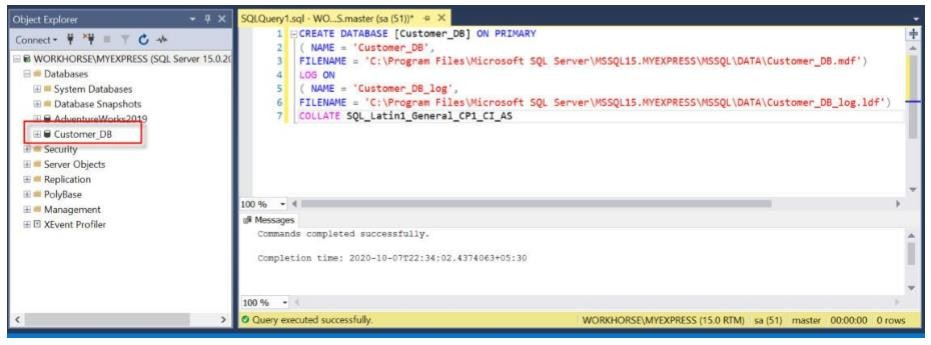 Object Explorer
Connect
WORKHORSE\MYEXPRESS (SQL Server 15.0.20
Databases
System Databases
Database Snapshots
AdventureWorks2019
Customer_DB
Security
Server Objects
Replication
PolyBase
Management
XEvent Profiler
SQLQuery1.sql - WO...S.master (sa (51))*
1 CREATE DATABASE [Customer_DB] ON PRIMARY
2 ( NAME = 'Customer_DB',
3 FILENAME = 'C:\Program Files\Microsoft SQL Server\MSSQL15.MYEXPRESS\MSSQL\DATA\Customer_DB.mdf')
4 LOG ON
5 ( NAME = 'Customer_DB_log',
6 FILENAME = 'C:\Program Files\Microsoft SQL Server\MSSQL15.MYEXPRESS\MSSQL\DATA\Customer_DB_log.ldf')
7 COLLATE SQL_Latin1_General_CP1_CI_AS
100 %
Messages
Commands completed successfully.
Completion time: 2020-10-07T22:34:02.4374063+05:30
100 %
Query executed successfully. WORKHORSE\MYEXPRESS (15.0 RTM) sa (51) master 00:00:00 0 rows